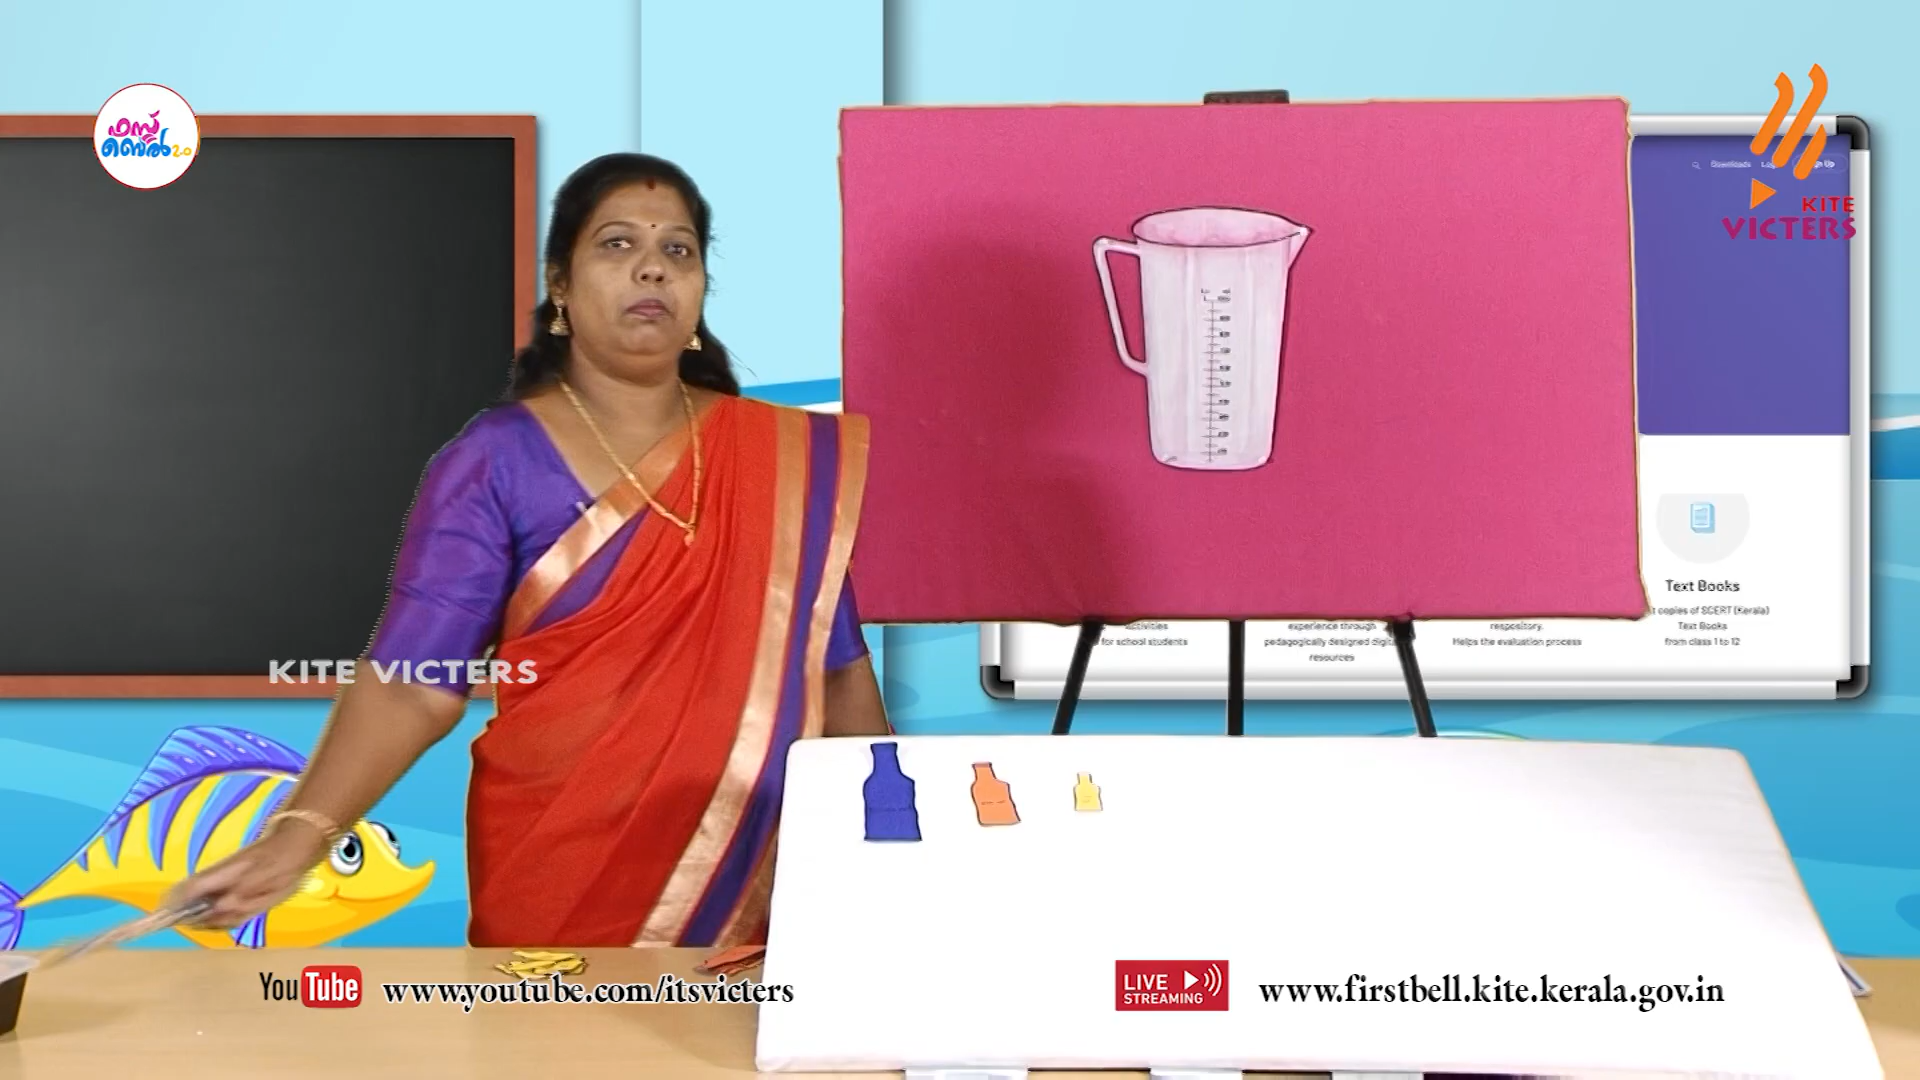 ഫസ്റ്റ്
ബെൽ 2.0
Downloads
KITE
VICTERS
Text Books
copies of SCERT (Kerala)
Text Books
from class 1 to 12
activities
for school students
experience through
pedagogically designed
resources
respository.
Helps the evaluation process
KITE VICTERS
YouTube www.youtube.com/itsvicters
LIVE
STREAMING
www.firstbell.kite.kerala.gov.in